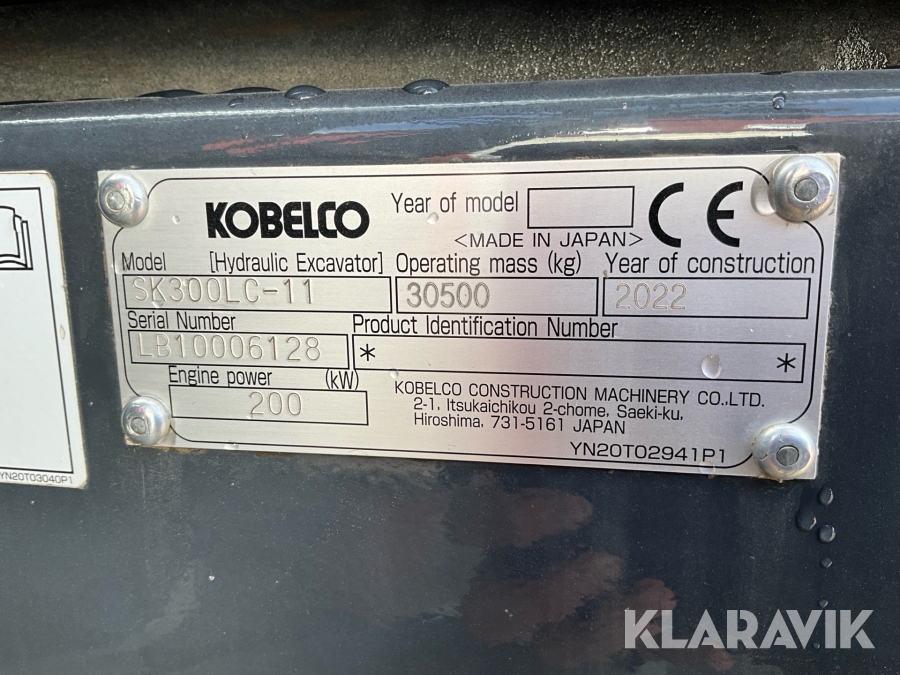 KOBELCO
Year of model
<MADE IN JAPAN>
CE
Model [Hydraulic Excavator] Operating mass (kg) Year of construction
SK300LC-11 30500 2022
Serial Number Product Identification Number
LB10006128 * *
Engine power (kW)
200
KOBELCO CONSTRUCTION MACHINERY CO.,LTD.
2-1, Itsukaichikou 2-chome, Saeki-ku,
Hiroshima, 731-5161 JAPAN
YN20T02941P1
YN20T03040P1
KLARAVIK